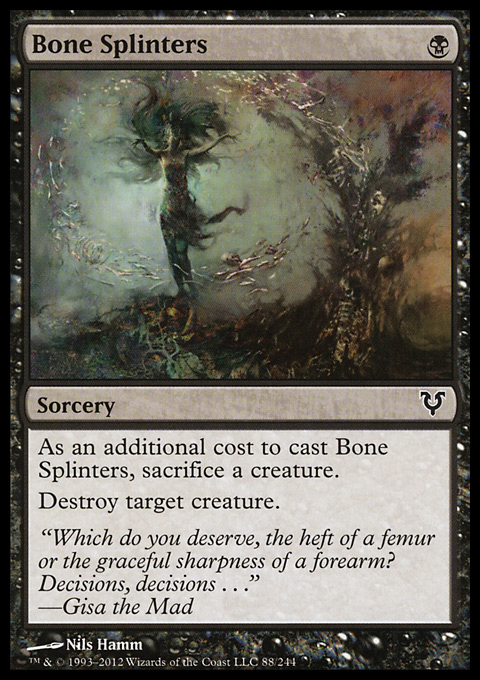 Bone Splinters
Sorcery
As an additional cost to cast Bone
Splinters, sacrifice a creature.
Destroy target creature.
“Which do you deserve, the heft of a femur
or the graceful sharpness of a forearm?
Decisions, decisions . . .”
—Gisa the Mad
Nils Hamm
™ & © 1993–2012 Wizards of the Coast LLC 88/244